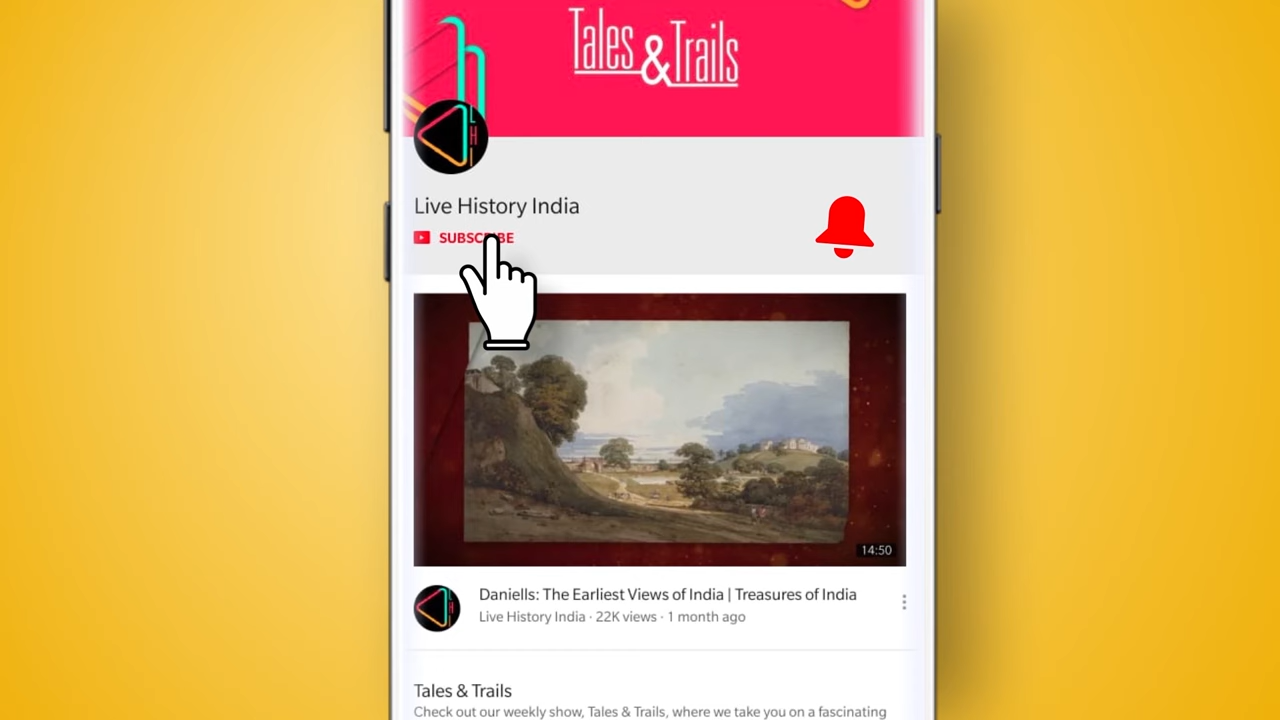 Tales & Trails
LHI
Live History India
SUBSCRIBE
14:50
Daniells: The Earliest Views of India | Treasures of India
LHI
Live History India · 22K views · 1 month ago
Tales & Trails
Check out our weekly show, Tales & Trails, where we take you on a fascinating